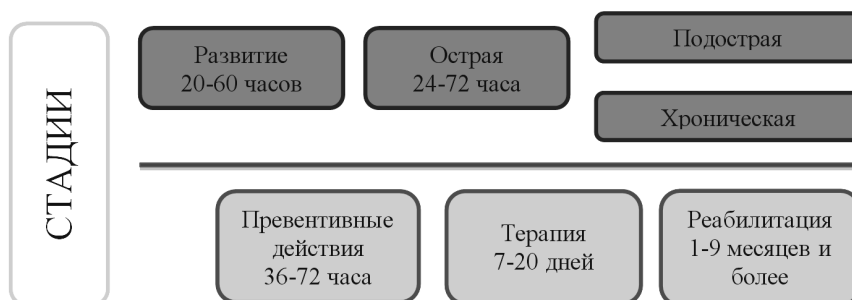 СТАДИИ
Развитие
20-60 часов
Острая
24-72 часа
Подострая
Хроническая
Превентивные
действия
36-72 часа
Терапия
7-20 дней
Реабилитация
1-9 месяцев и
более